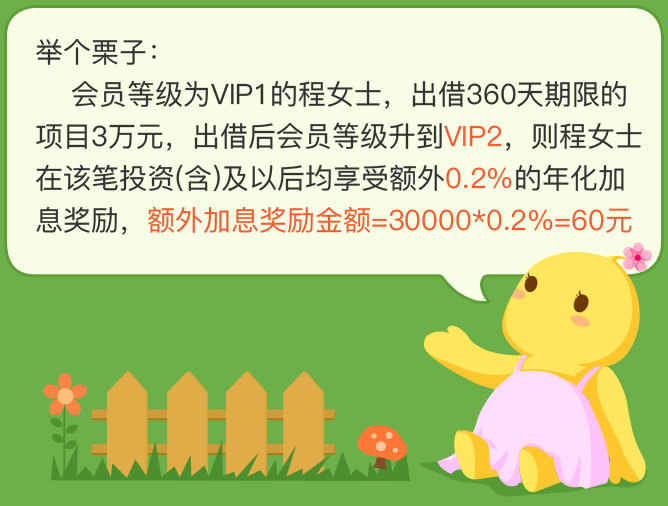 举个栗子：
会员等级为VIP1的程女士，出借360天期限的
项目3万元，出借后会员等级升到VIP2，则程女士
在该笔投资(含)及以后均享受额外0.2%的年化加
息奖励，额外加息奖励金额=30000*0.2%=60元